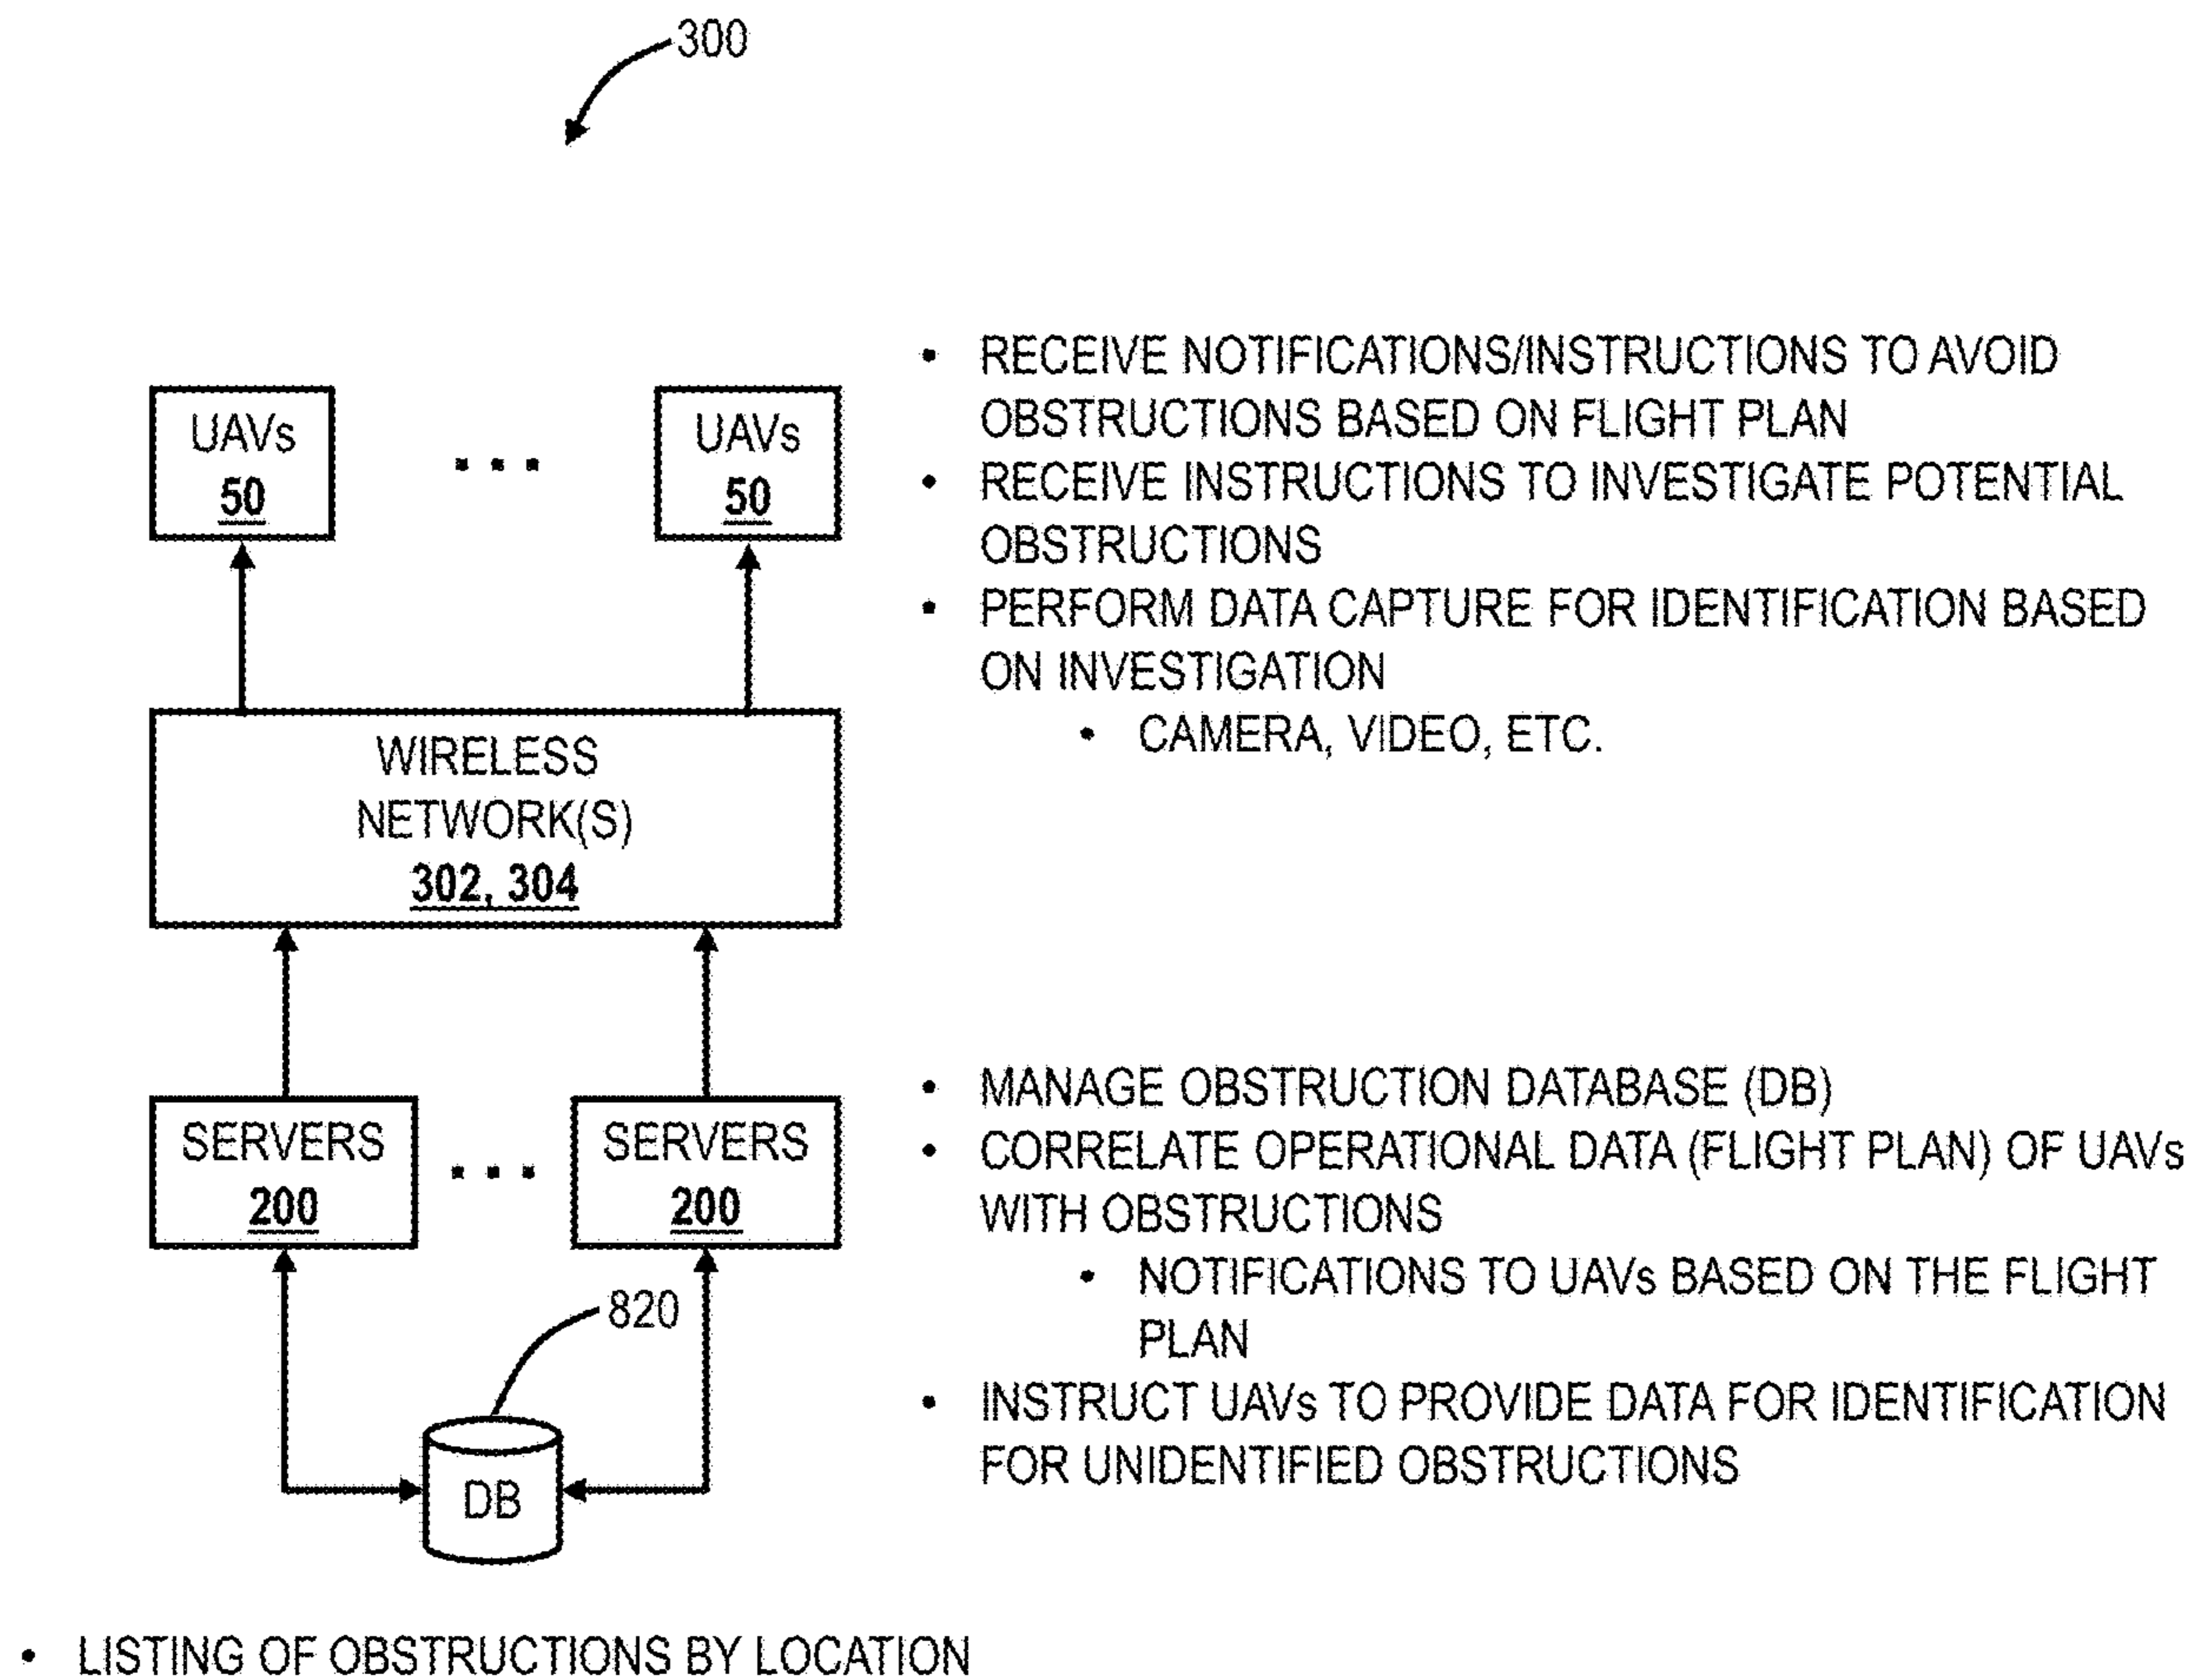 300
• RECEIVE NOTIFICATIONS/INSTRUCTIONS TO AVOID
OBSTRUCTIONS BASED ON FLIGHT PLAN
• RECEIVE INSTRUCTIONS TO INVESTIGATE POTENTIAL
OBSTRUCTIONS
• PERFORM DATA CAPTURE FOR IDENTIFICATION BASED
ON INVESTIGATION
• CAMERA, VIDEO, ETC.
UAVs
50
...
UAVs
50
WIRELESS
NETWORK(S)
302, 304
SERVERS
200
...
SERVERS
200
• MANAGE OBSTRUCTION DATABASE (DB)
• CORRELATE OPERATIONAL DATA (FLIGHT PLAN) OF UAVs
WITH OBSTRUCTIONS
• NOTIFICATIONS TO UAVs BASED ON THE FLIGHT
PLAN
• INSTRUCT UAVs TO PROVIDE DATA FOR IDENTIFICATION
FOR UNIDENTIFIED OBSTRUCTIONS
820
DB
• LISTING OF OBSTRUCTIONS BY LOCATION